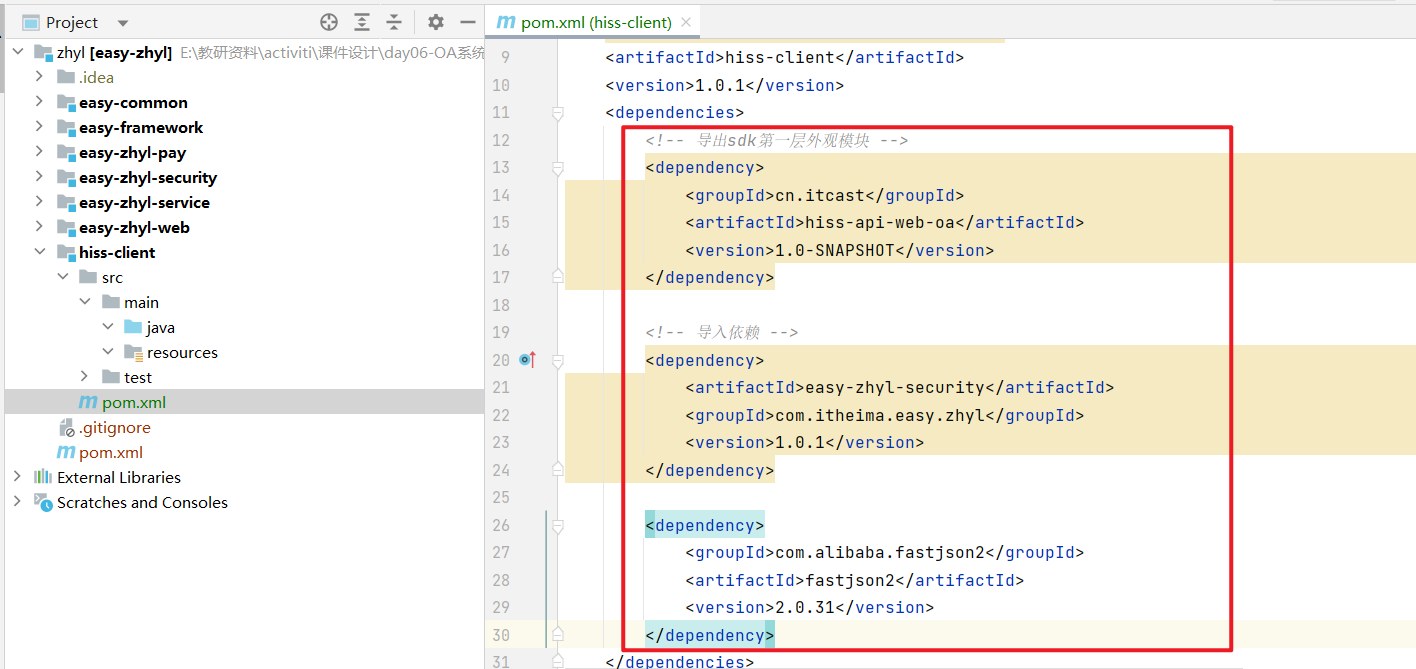 Project
zhyl [easy-zhyl] E:\教研资料\activiti\课件设计\day06-OA系统
.idea
easy-common
easy-framework
easy-zhyl-pay
easy-zhyl-security
easy-zhyl-service
easy-zhyl-web
hiss-client
src
main
java
resources
test
pom.xml
.gitignore
pom.xml
External Libraries
Scratches and Consoles
pom.xml (hiss-client)
9 <artifactId>hiss-client</artifactId>
10 <version>1.0.1</version>
11 <dependencies>
12 <!-- 导出sdk第一层外观模块 -->
13 <dependency>
14 <groupId>cn.itcast</groupId>
15 <artifactId>hiss-api-web-oa</artifactId>
16 <version>1.0-SNAPSHOT</version>
17 </dependency>
18
19 <!-- 导入依赖 -->
20 <dependency>
21 <artifactId>easy-zhyl-security</artifactId>
22 <groupId>com.itheima.easy.zhyl</groupId>
23 <version>1.0.1</version>
24 </dependency>
25
26 <dependency>
27 <groupId>com.alibaba.fastjson2</groupId>
28 <artifactId>fastjson2</artifactId>
29 <version>2.0.31</version>
30 </dependency>
31 </dependencies>